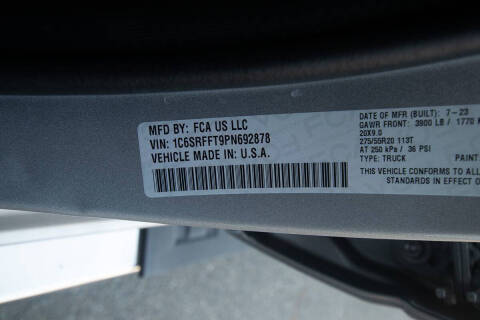 MFD BY: FCA US LLC
VIN: 1C6SRFFT9PN692878
VEHICLE MADE IN: U.S.A.
DATE OF MFR (BUILT): 7-23
GAWR FRONT: 3900 LB / 1770 K
20X9.0
275/55R20 113T
AT 250 kPa / 36 PSI
TYPE: TRUCK PAINT
THIS VEHICLE CONFORMS TO ALL
STANDARDS IN EFFECT O